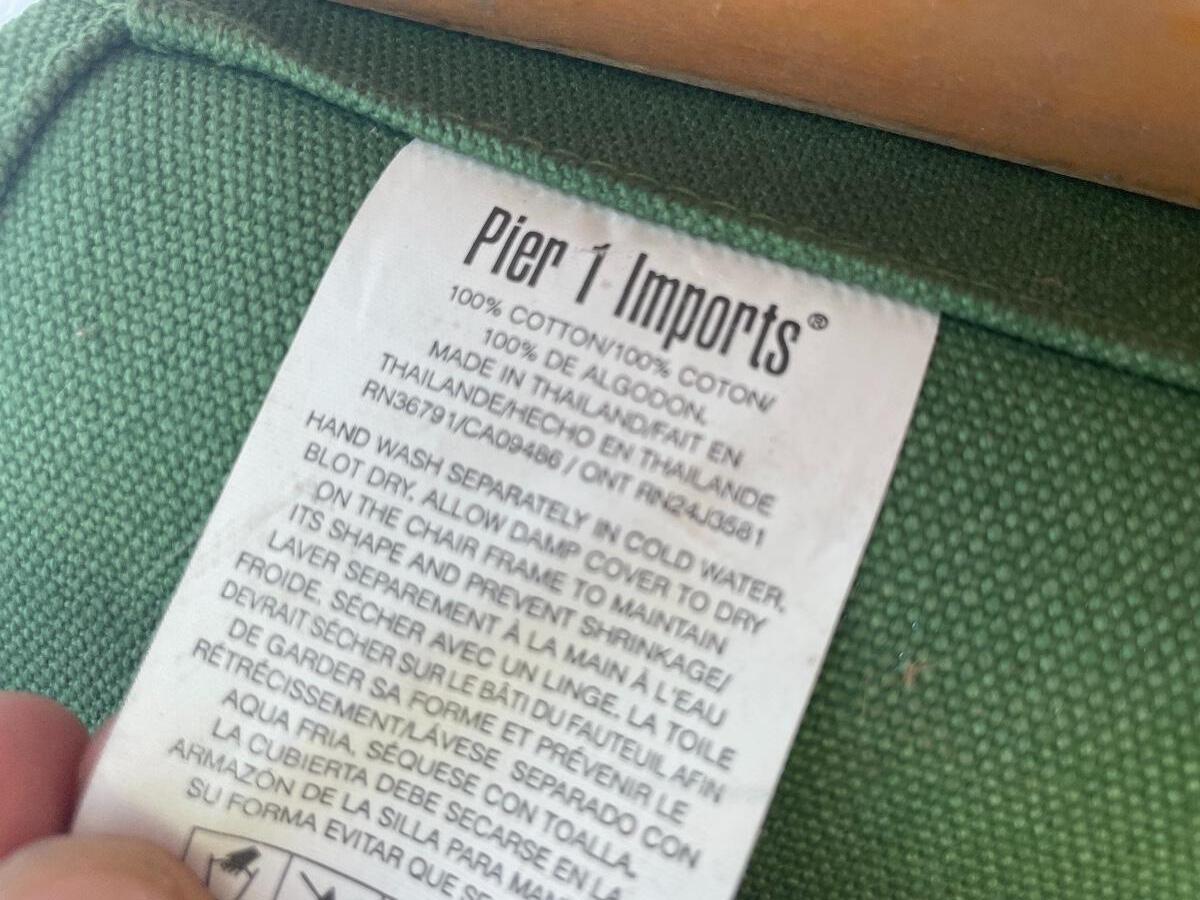 Pier 1 Imports®
100% COTTON/100% COTON/
100% DE ALGODON.
MADE IN THAILAND/FAIT EN
THAILANDE/HECHO EN THAILANDE
RN36791/CA09486 / ONT RN24J3581
HAND WASH SEPARATELY IN COLD WATER.
BLOT DRY. ALLOW DAMP COVER TO DRY
ON THE CHAIR FRAME TO MAINTAIN
ITS SHAPE AND PREVENT SHRINKAGE/
LAVER SEPAREMENT À LA MAIN À L'EAU
FROIDE. SÉCHER AVEC UN LINGE. LA TOILE
DEVRAIT SÉCHER SUR LE BÂTI DU FAUTEUIL AFIN
DE GARDER SA FORME ET PRÉVENIR LE
RÉTRÉCISSEMENT/LÁVESE SEPARADO CON
AQUA FRIA. SÉQUESE CON TOALLA.
LA CUBIERTA DEBE SECARSE EN LA
ARMAZÓN DE LA SILLA PARA MAN
SU FORMA EVITAR QUE SE